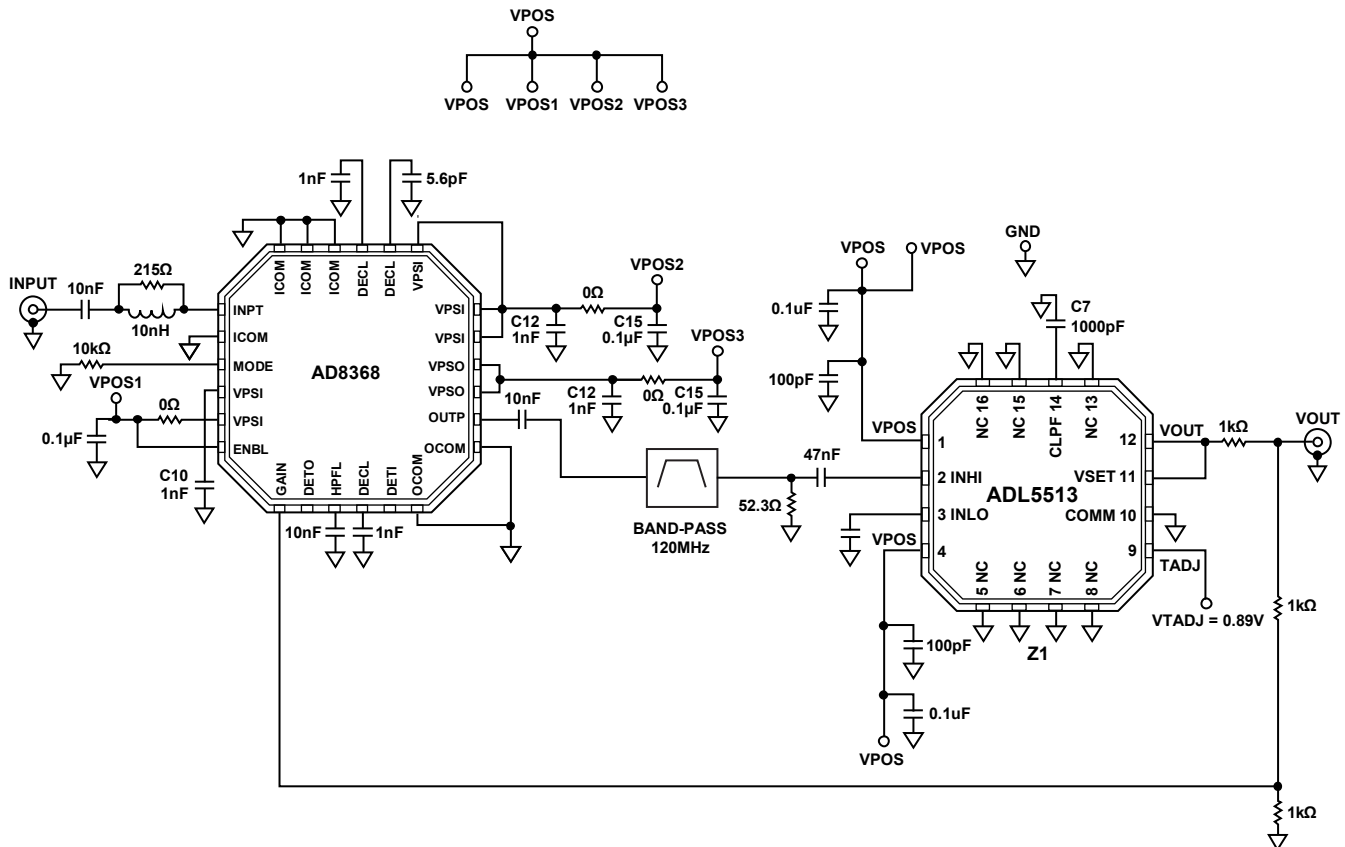 VPOS
VPOS VPOS1 VPOS2 VPOS3
1nF
5.6pF
ICOM
ICOM
ICOM
DECL
DECL
VPSI
INPUT
10nF
215Ω
10nH
INPT
ICOM
MODE
VPSI
VPSI
ENBL
10kΩ
VPOS1
0Ω
0.1µF
C10
1nF
AD8368
VPSI
VPSI
VPSO
VPSO
OUTP
OCOM
GAIN
DETO
HPFL
DECL
DETI
OCOM
10nF
1nF
VPOS2
0Ω
C12
1nF
C15
0.1µF
VPOS3
C12
1nF
0Ω
C15
0.1µF
10nF
BAND-PASS
120MHz
52.3Ω
47nF
VPOS
VPOS
0.1uF
100pF
GND
C7
1000pF
NC 16
NC 15
CLPF 14
NC 13
VPOS
1
2 INHI
3 INLO
VPOS
4
ADL5513
12
VSET 11
COMM 10
9
VOUT
TADJ
5 NC
6 NC
7 NC
8 NC
Z1
1kΩ
VOUT
VTADJ = 0.89V
1kΩ
100pF
0.1uF
VPOS
1kΩ